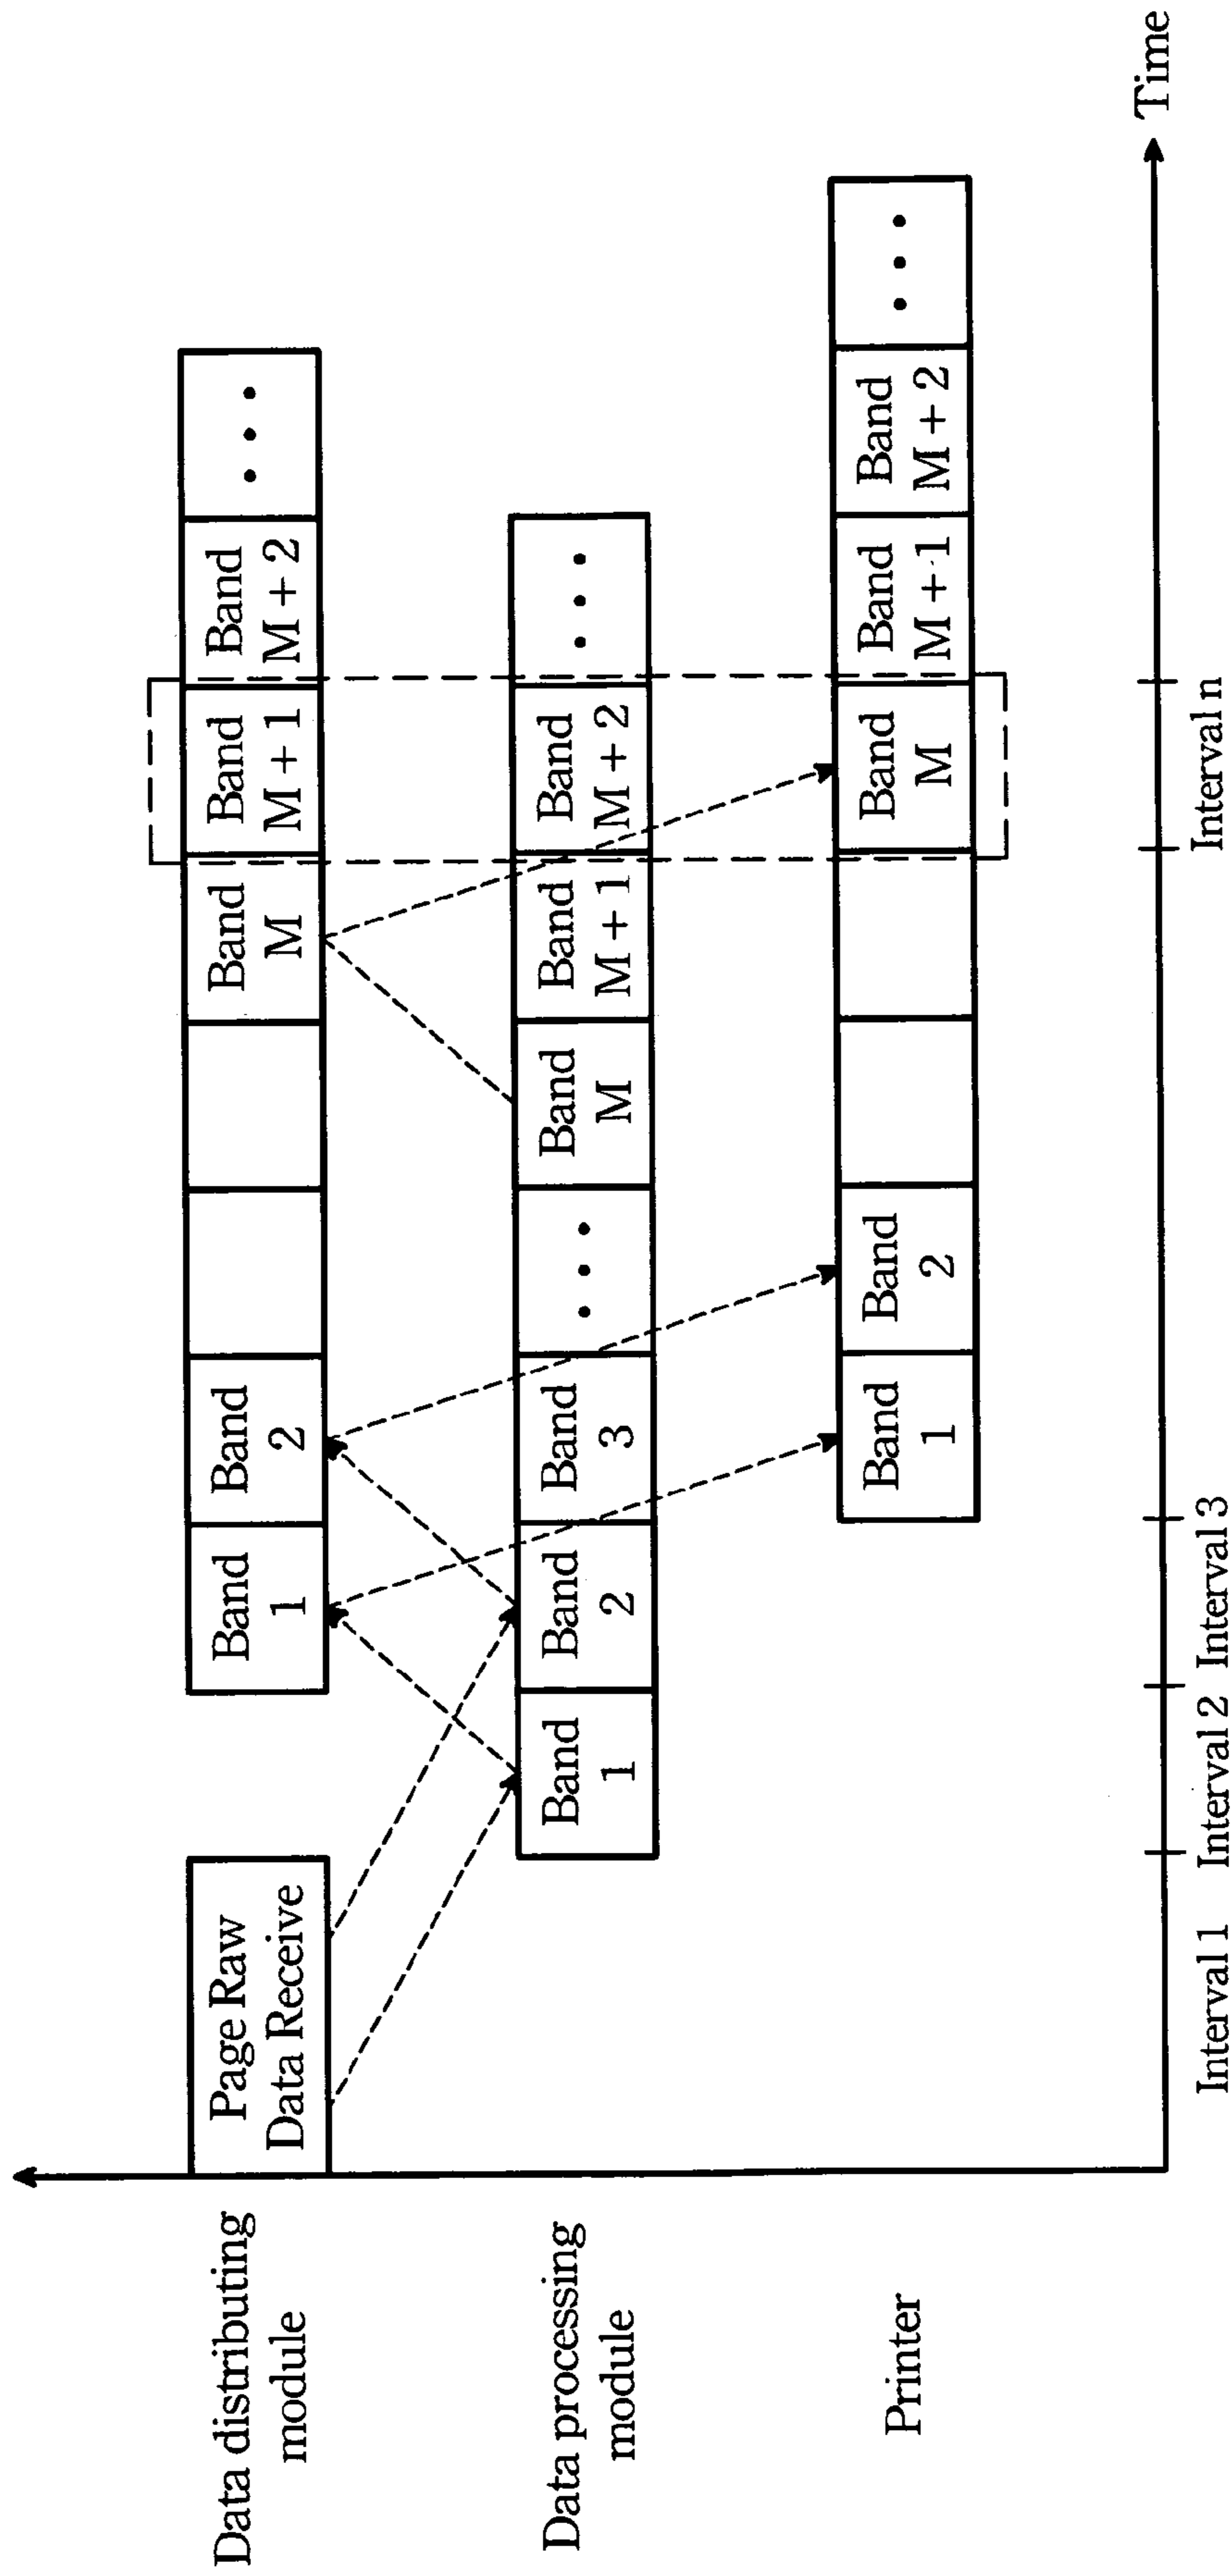 Data distributing
module
Page Raw
Data Receive
Band
1
Band
2
Band
M
Band
M + 1
Band
M + 2
• • •
Data processing
module
Band
1
Band
2
Band
3
• • •
Band
M
Band
M + 1
Band
M + 2
• • •
Printer
Band
1
Band
2
Band
M
Band
M + 1
Band
M + 2
• • •
Time
Interval 1
Interval 2
Interval 3
Interval n